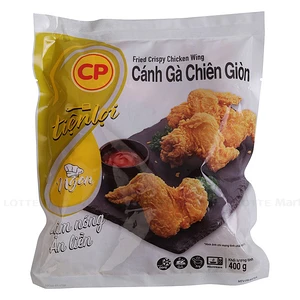 CP
Fried Crispy Chicken Wing
Cánh Gà Chiên Giòn
tiện lợi
Ngon
Làm nóng
Ăn liền
400 g